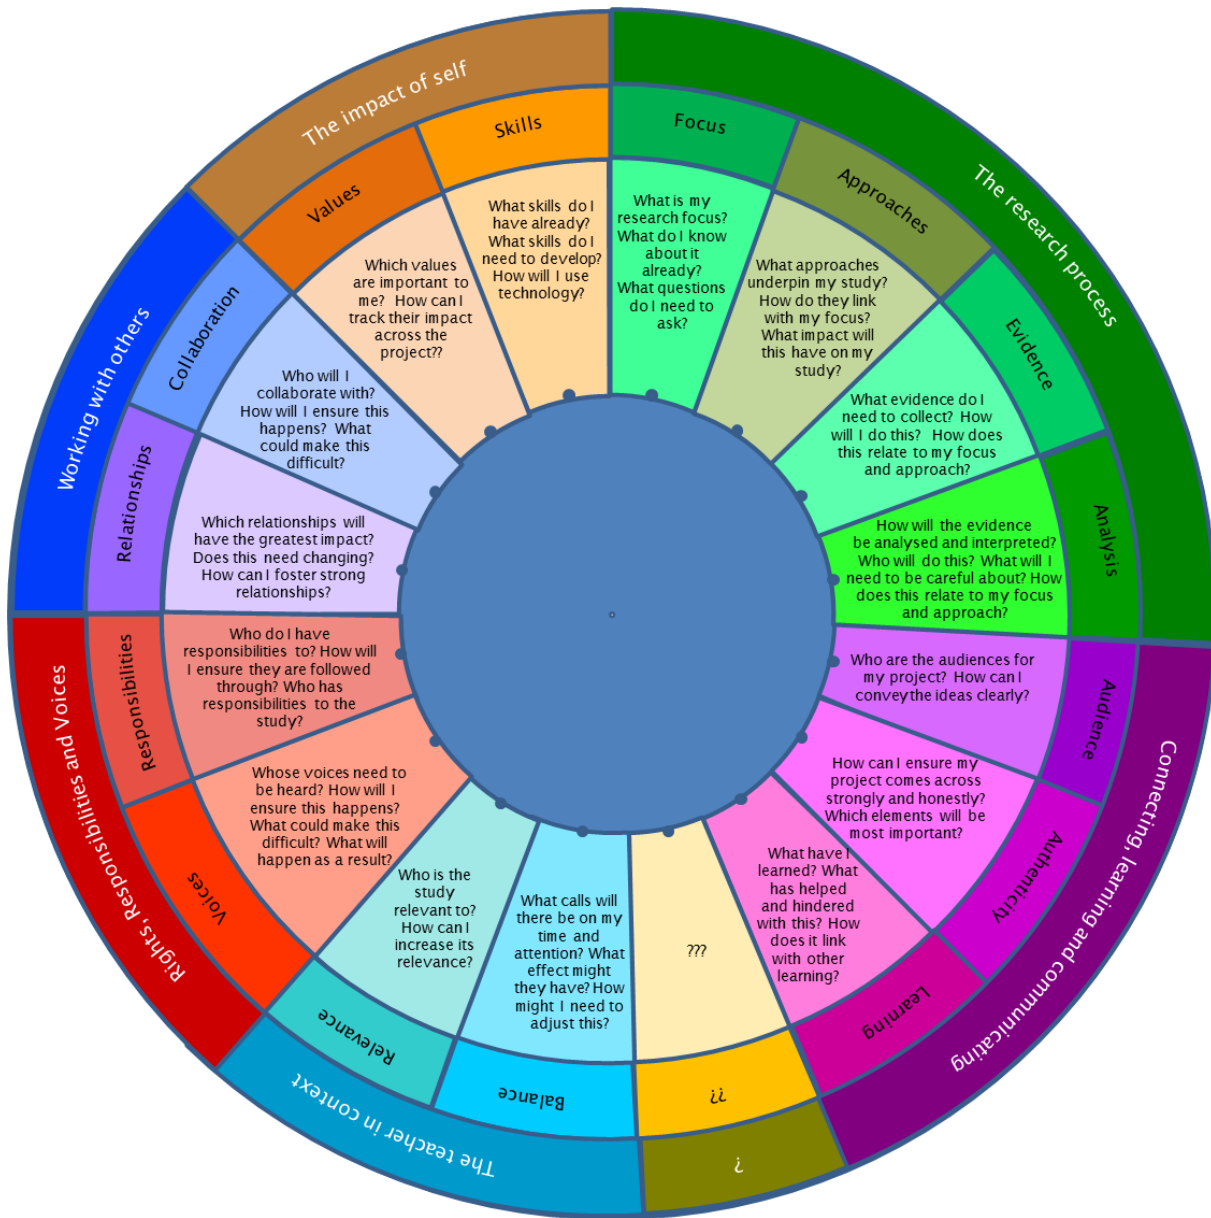 The research process
Focus
What is my
research focus?
What do I know
about it
already?
What questions
do I need to
ask?
Approaches
What approaches
underpin my study?
How do they link
with my focus?
What impact will
this have on my
study?
Evidence
What evidence do I
need to collect? How
will I do this? How does
this relate to my focus
and approach?
Analysis
How will the evidence
be analysed and interpreted?
Who will do this? What will I
need to be careful about? How
does this relate to my focus
and approach?
Connecting, learning and communicating
Audience
Who are the audiences for
my project? How can I
convey the ideas clearly?
Authenticity
How can I ensure my
project comes across
strongly and honestly?
Which elements will be
most important?
Learning
What have I
learned? What
has helped
and hindered
with this? How
does it link
with other
learning?
?
??
???
The teacher in context
Balance
What calls will
there be on my
time and
attention? What
effect might
they have? How
might I need to
adjust this?
Relevance
Who is the
study
relevant to?
How can I
increase its
relevance?
Rights, Responsibilities and Voices
Voices
Whose voices need to
be heard? How will I
ensure this happens?
What could make this
difficult? What will
happen as a result?
Responsibilities
Who do I have
responsibilities to? How will
I ensure they are followed
through? Who has
responsibilities to the
study?
Working with others
Relationships
Which relationships will
have the greatest impact?
Does this need changing?
How can I foster strong
relationships?
Collaboration
Who will I
collaborate with?
How will I ensure this
happens? What
could make this
difficult?
The impact of self
Values
Which values
are important to
me? How can I
track their impact
across the
project??
Skills
What skills do I
have already?
What skills do I
need to develop?
How will I use
technology?